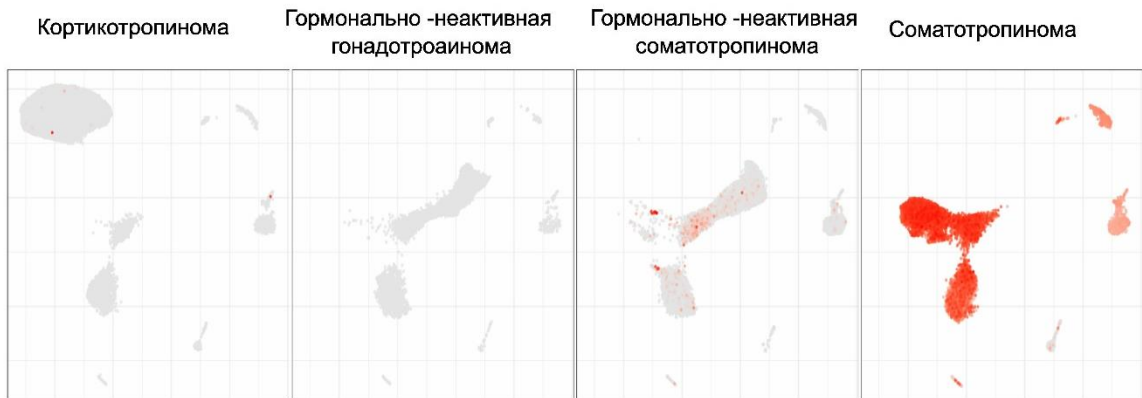 Кортикотропинома
Гормонально -неактивная
гонадотроаинома
Гормонально -неактивная
соматотропинома
Соматотропинома